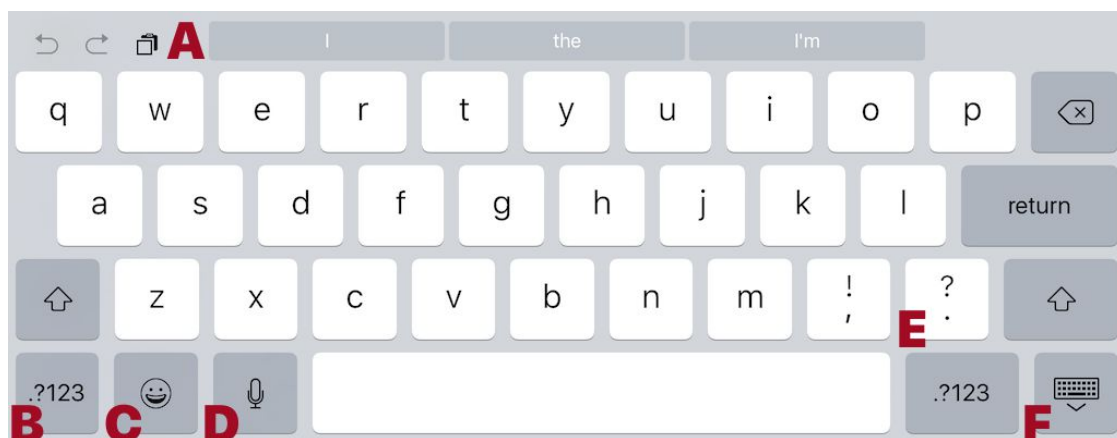 A I the I'm
q w e r t y u i o p
a s d f g h j k l return
z x c v b n m ! , ? .
E
.?123 .?123
B C D F